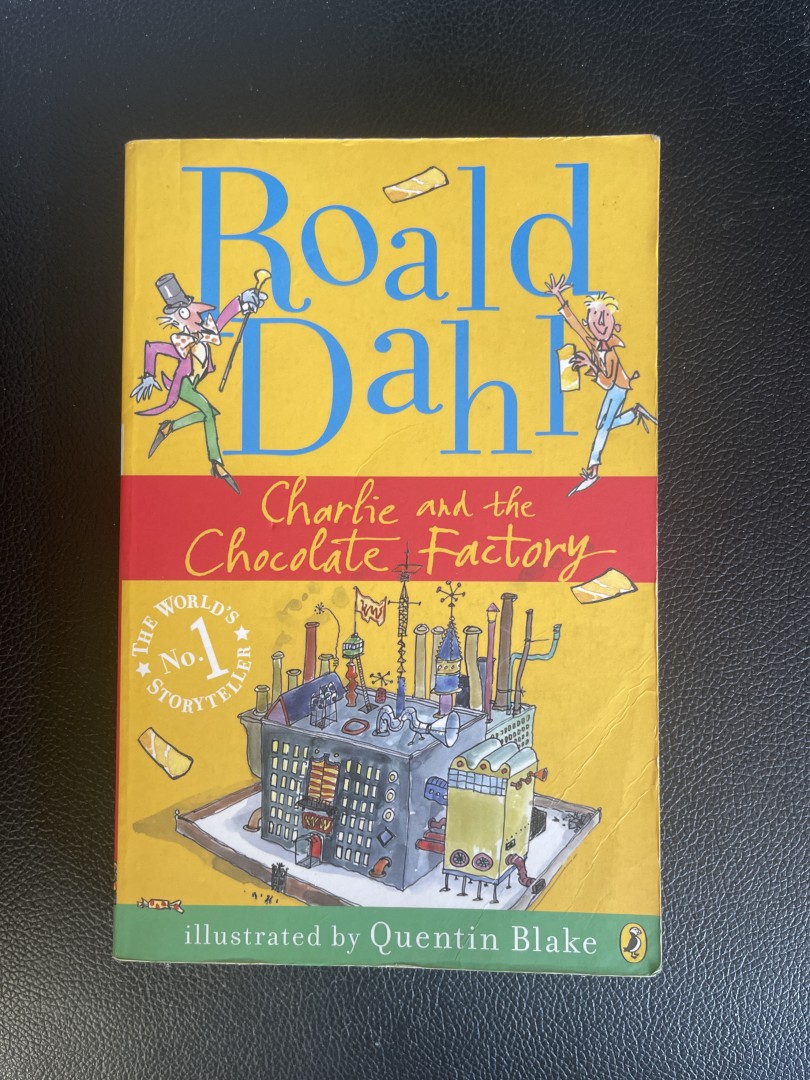 Roald
Dahl
Charlie and the
Chocolate Factory
THE WORLD'S
No. 1
STORYTELLER
illustrated by Quentin Blake